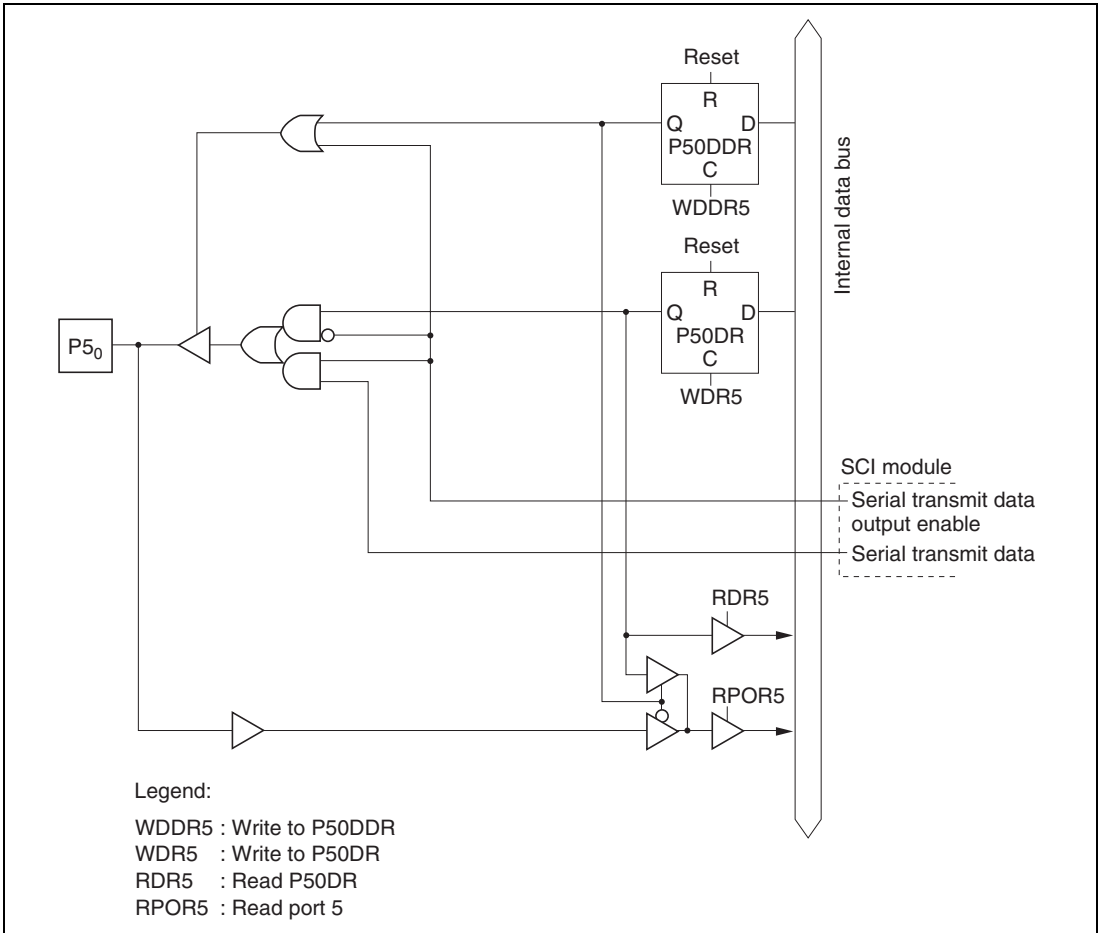 Reset
R
Q D
P50DDR
C
WDDR5
Reset
R
Q D
P50DR
C
WDR5
Internal data bus
P5₀
SCI module
Serial transmit data
output enable
Serial transmit data
RDR5
RPOR5
Legend:
WDDR5 : Write to P50DDR
WDR5 : Write to P50DR
RDR5 : Read P50DR
RPOR5 : Read port 5